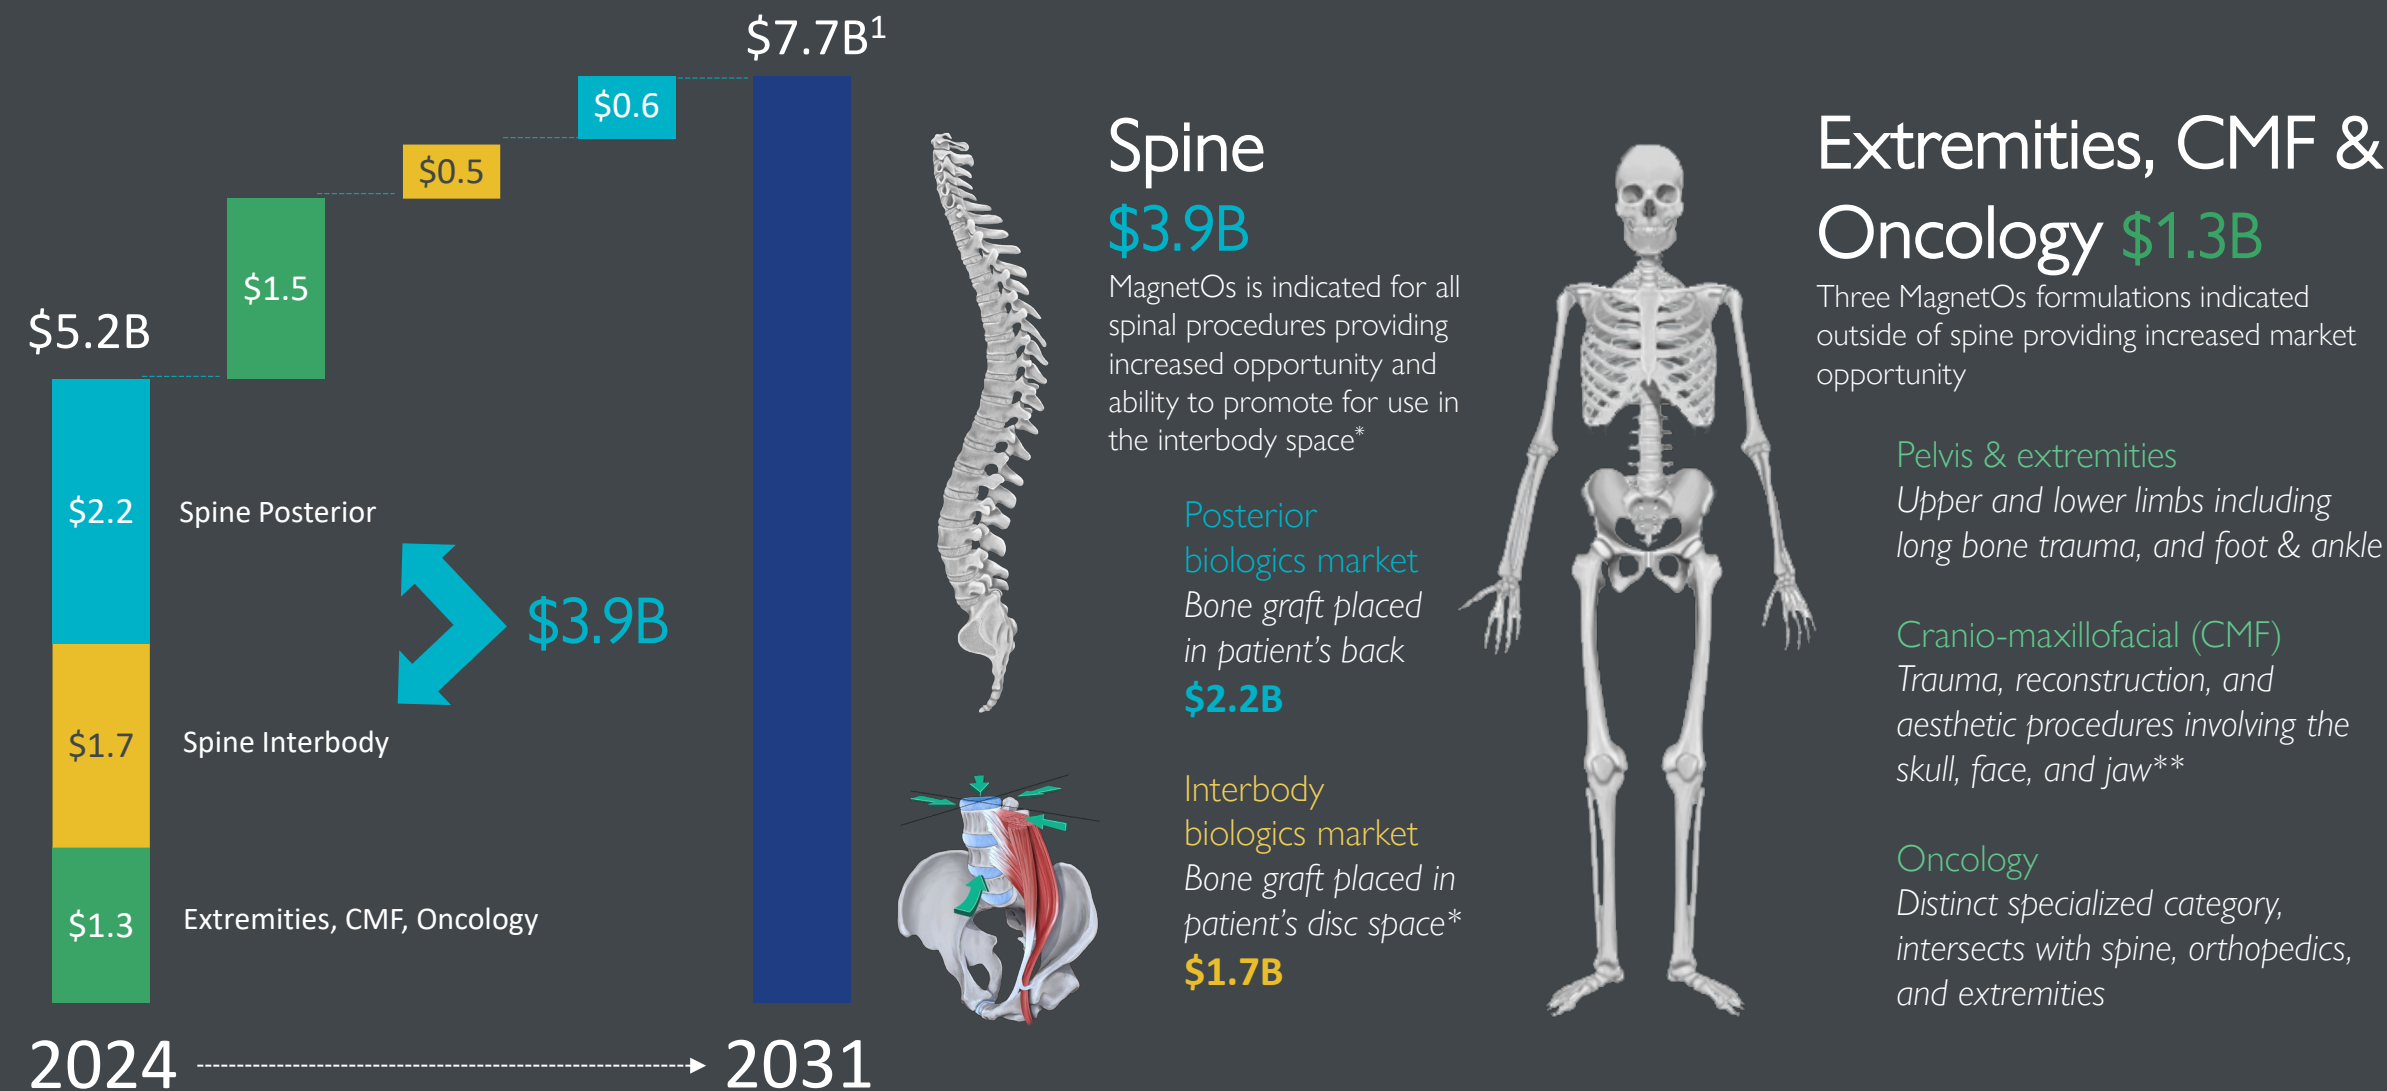 $7.7B¹
$0.6
$0.5
$1.5
$5.2B
$2.2
Spine Posterior
$3.9B
$1.7
Spine Interbody
$1.3
Extremities, CMF, Oncology
2024
2031
Spine
$3.9B
MagnetOs is indicated for all
spinal procedures providing
increased opportunity and
ability to promote for use in
the interbody space*
Posterior
biologics market
Bone graft placed
in patient’s back
$2.2B
Interbody
biologics market
Bone graft placed in
patient’s disc space*
$1.7B
Extremities, CMF &
Oncology $1.3B
Three MagnetOs formulations indicated
outside of spine providing increased market
opportunity
Pelvis & extremities
Upper and lower limbs including
long bone trauma, and foot & ankle
Cranio-maxillofacial (CMF)
Trauma, reconstruction, and
aesthetic procedures involving the
skull, face, and jaw**
Oncology
Distinct specialized category,
intersects with spine, orthopedics,
and extremities